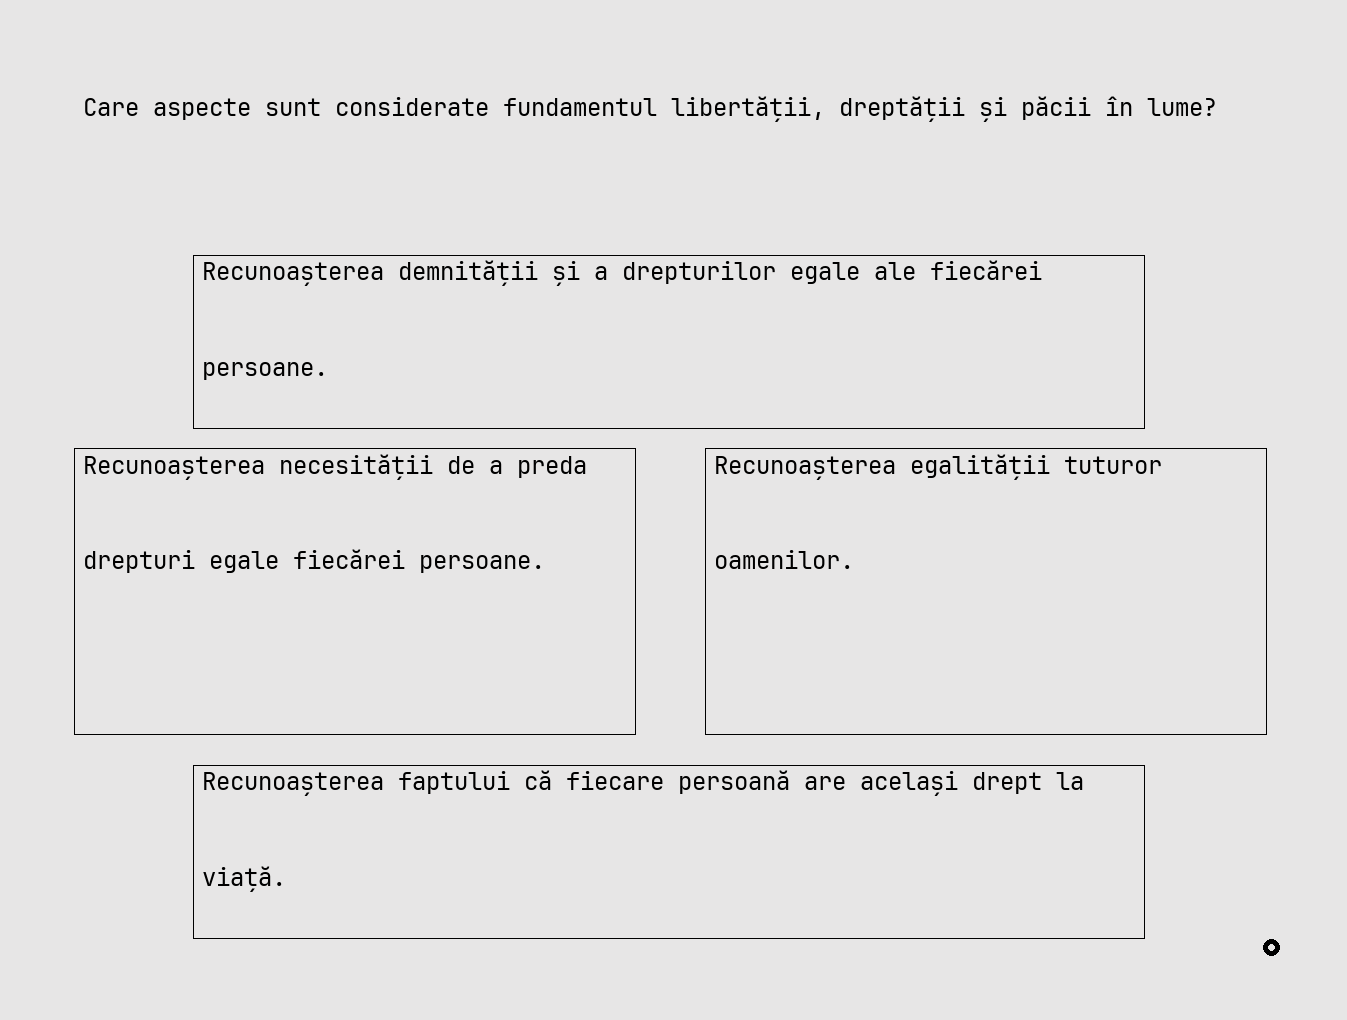 Care aspecte sunt considerate fundamentul libertății, dreptății și păcii în lume?
Recunoașterea demnității și a drepturilor egale ale fiecărei
persoane.
Recunoașterea necesității de a preda
drepturi egale fiecărei persoane.
Recunoașterea egalității tuturor
oamenilor.
Recunoașterea faptului că fiecare persoană are același drept la
viață.